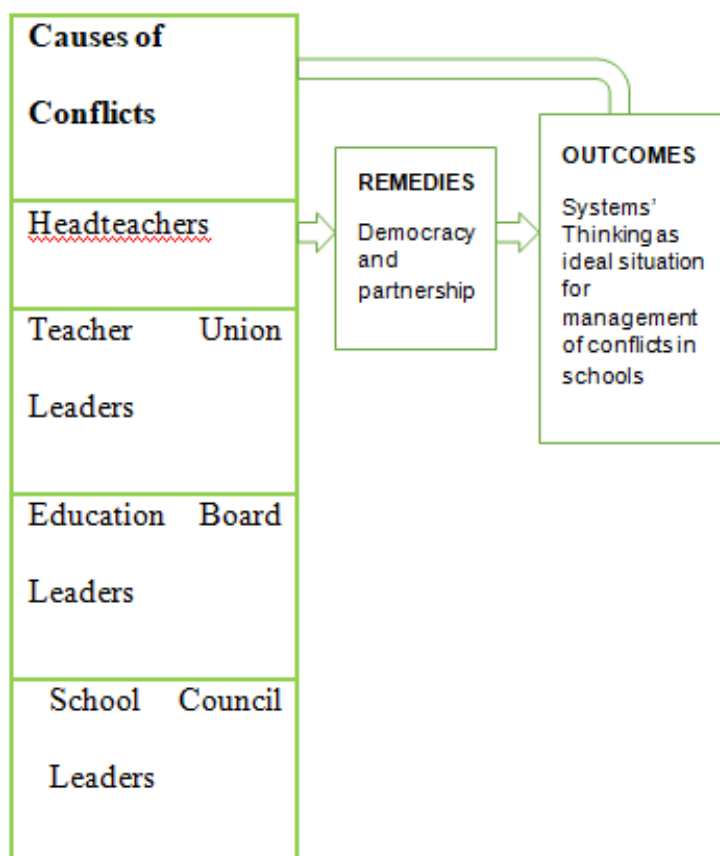 Causes of
Conflicts
Headteachers
Teacher Union
Leaders
Education Board
Leaders
School Council
Leaders
REMEDIES
Democracy
and
partnership
OUTCOMES
Systems’
Thinking as
ideal situation
for
management
of conflicts in
schools